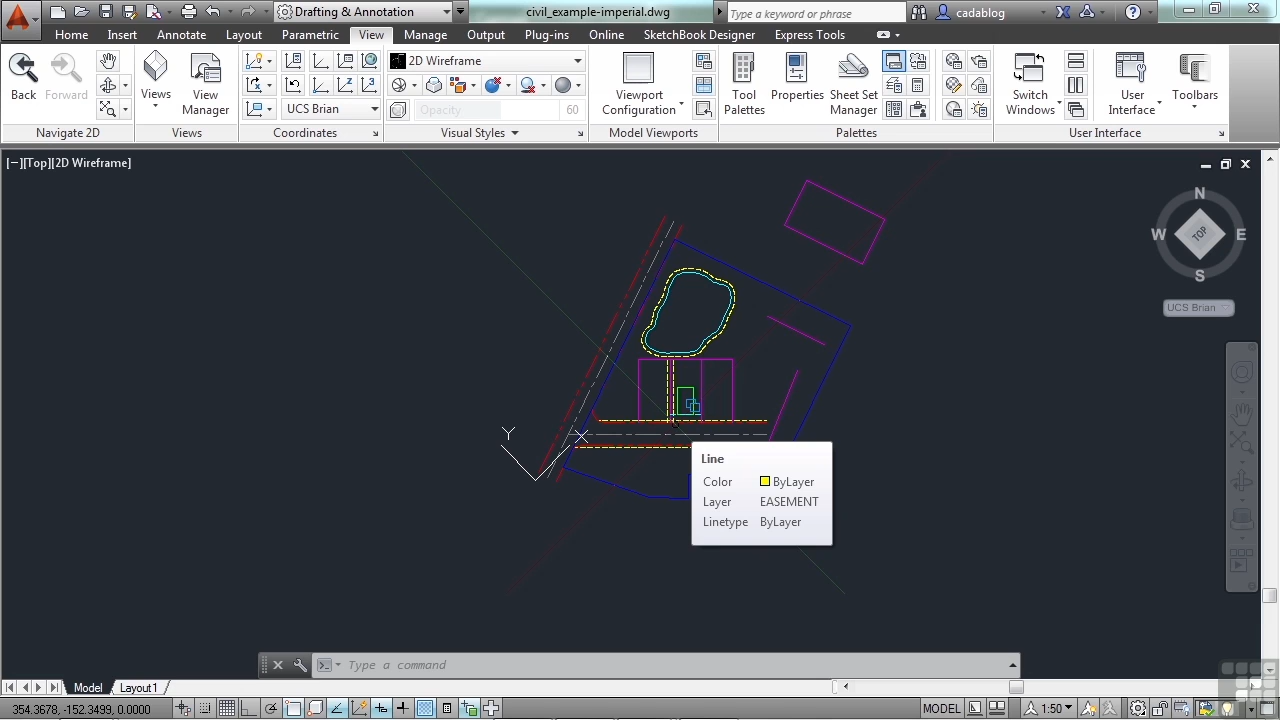 Drafting & Annotation
civil_example-imperial.dwg
Type a keyword or phrase
cadablog
Home Insert Annotate Layout Parametric View Manage Output Plug-ins Online SketchBook Designer Express Tools
2D Wireframe
Back Forward
Views
View Manager
UCS Brian
Opacity 60
Viewport Configuration
Tool Palettes
Properties
Sheet Set Manager
Switch Windows
User Interface
Toolbars
Navigate 2D Views Coordinates Visual Styles Model Viewports Palettes User Interface
[−][Top][2D Wireframe]
N
W TOP E
S
UCS Brian
Y
X
Line
Color ByLayer
Layer EASEMENT
Linetype ByLayer
Type a command
Model Layout1
354.3678, -152.3499, 0.0000
MODEL
1:50